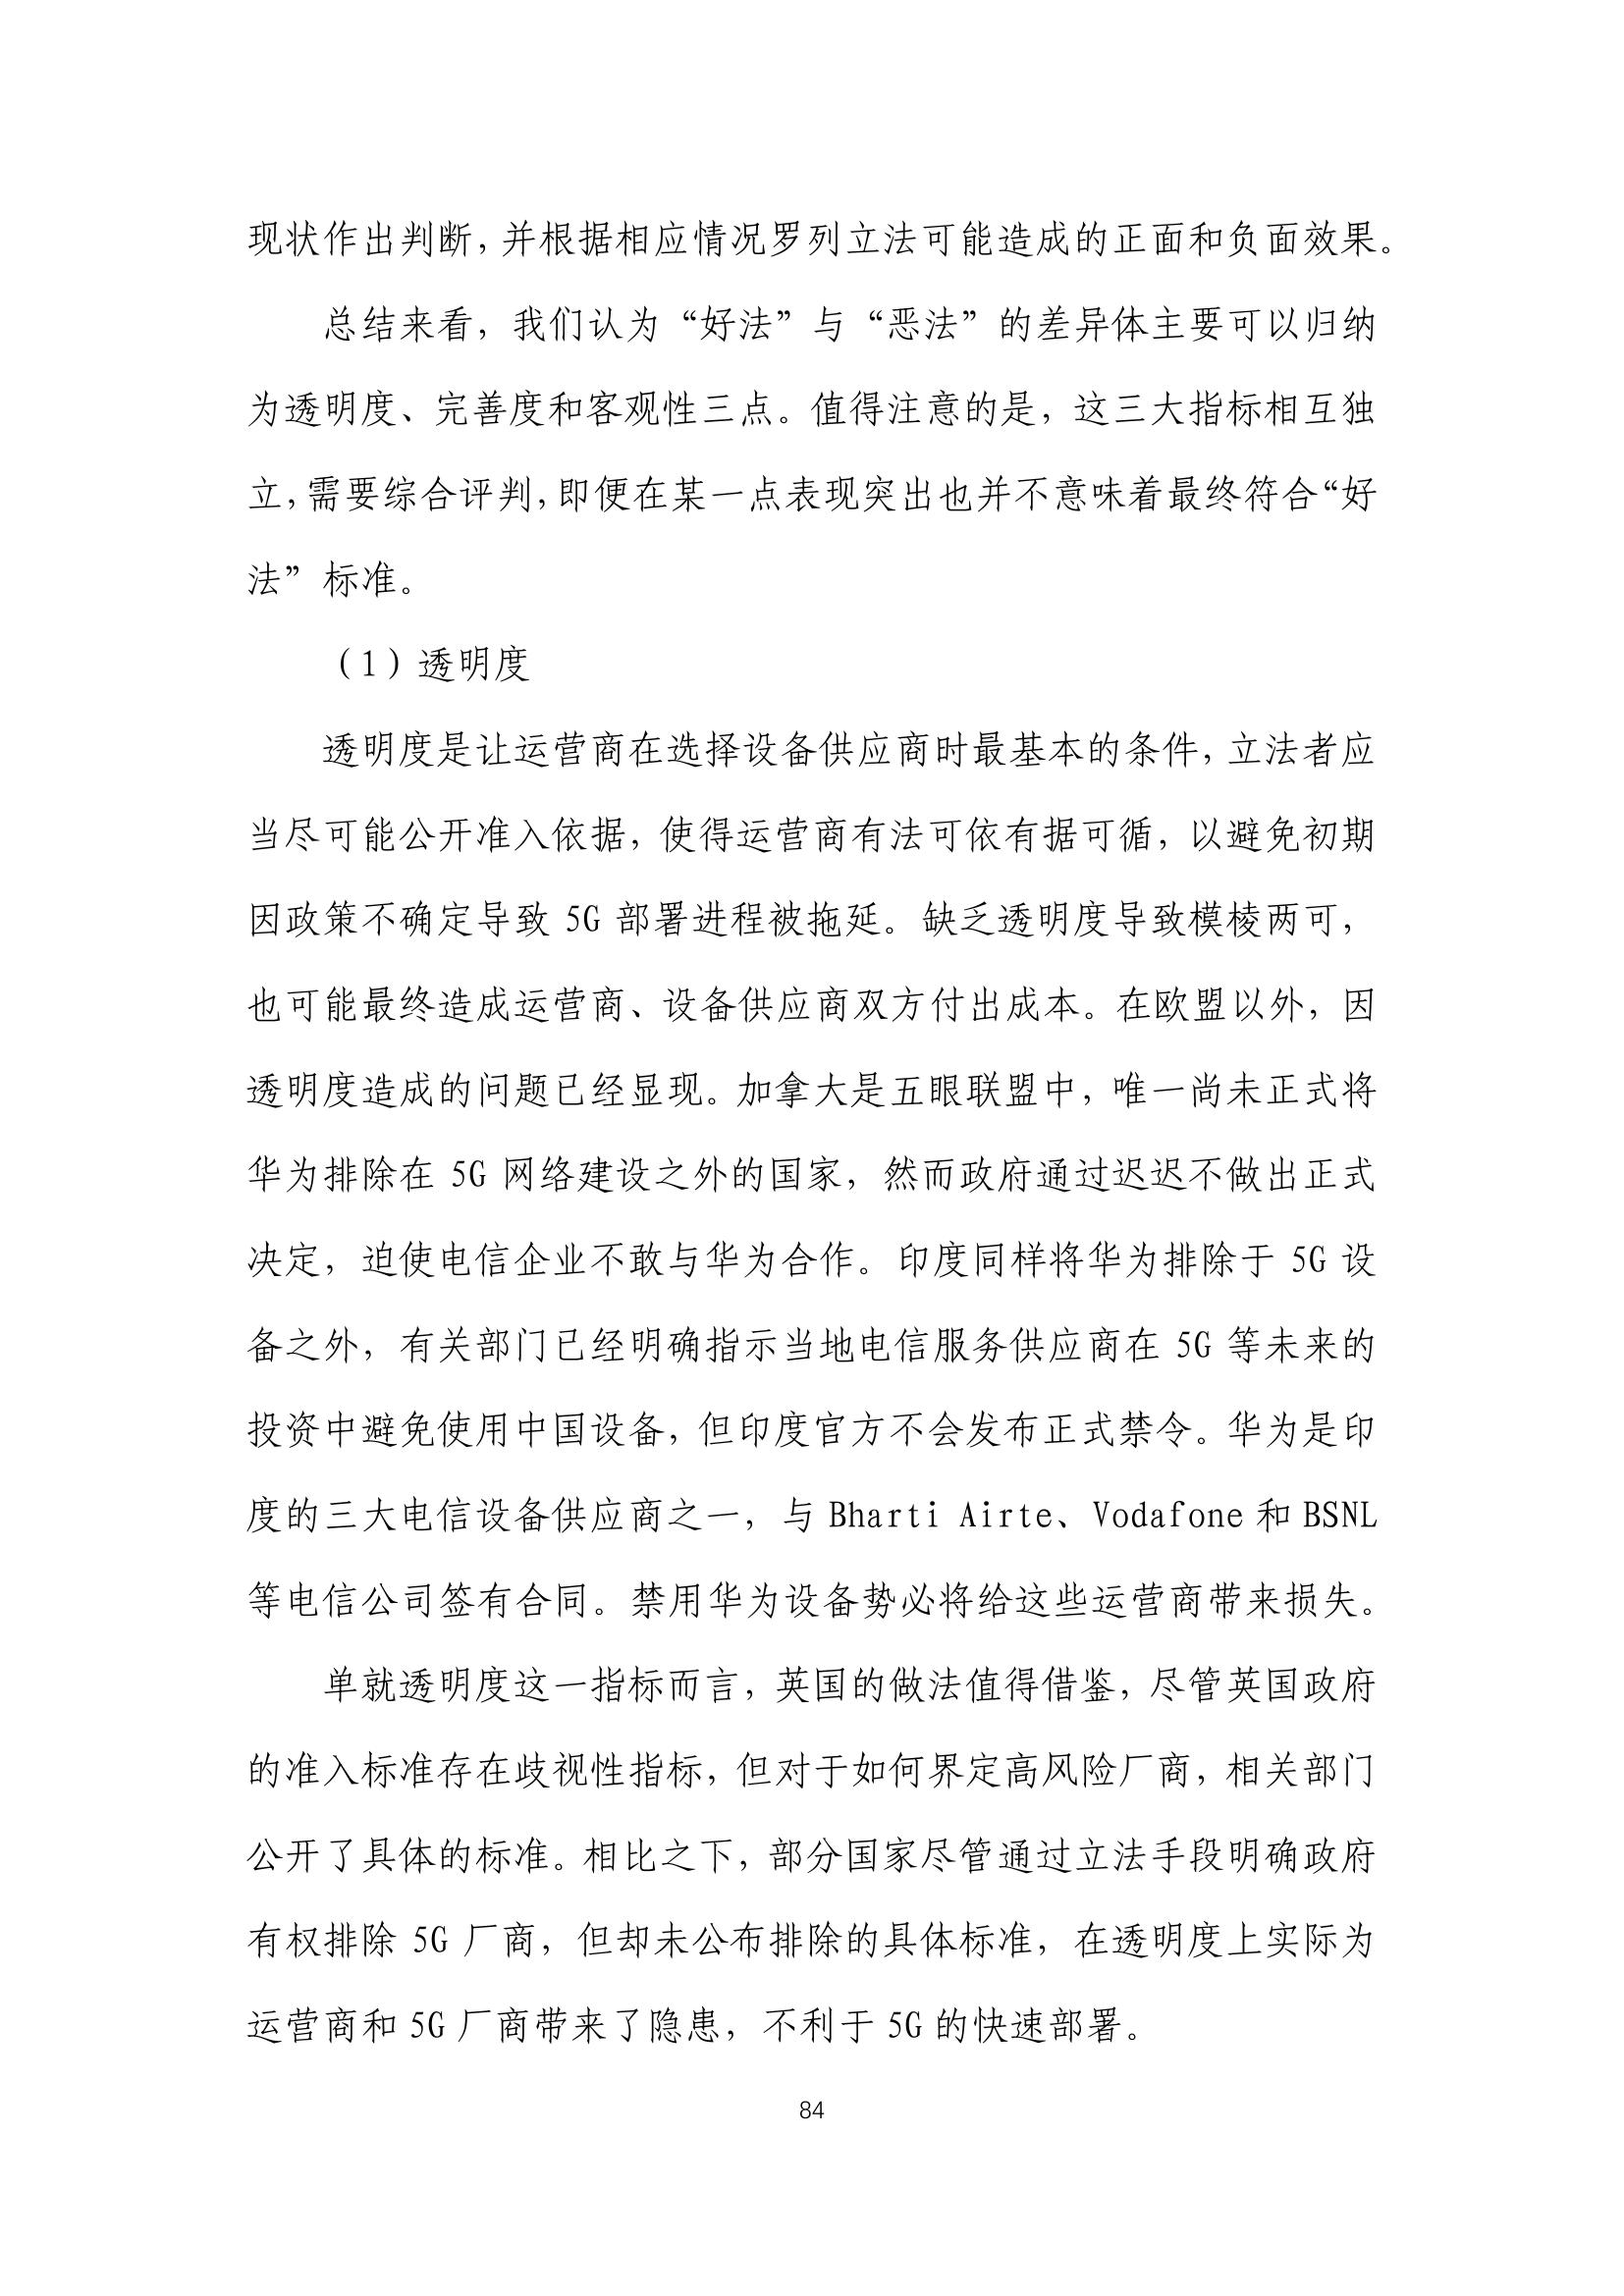 现状作出判断，并根据相应情况罗列立法可能造成的正面和负面效果。
总结来看，我们认为“好法”与“恶法”的差异体主要可以归纳
为透明度、完善度和客观性三点。值得注意的是，这三大指标相互独
立，需要综合评判，即便在某一点表现突出也并不意味着最终符合“好
法”标准。
（1）透明度
透明度是让运营商在选择设备供应商时最基本的条件，立法者应
当尽可能公开准入依据，使得运营商有法可依有据可循，以避免初期
因政策不确定导致 5G 部署进程被拖延。缺乏透明度导致模棱两可，
也可能最终造成运营商、设备供应商双方付出成本。在欧盟以外，因
透明度造成的问题已经显现。加拿大是五眼联盟中，唯一尚未正式将
华为排除在 5G 网络建设之外的国家，然而政府通过迟迟不做出正式
决定，迫使电信企业不敢与华为合作。印度同样将华为排除于 5G 设
备之外，有关部门已经明确指示当地电信服务供应商在 5G 等未来的
投资中避免使用中国设备，但印度官方不会发布正式禁令。华为是印
度的三大电信设备供应商之一，与 Bharti Airte、Vodafone 和 BSNL
等电信公司签有合同。禁用华为设备势必将给这些运营商带来损失。
单就透明度这一指标而言，英国的做法值得借鉴，尽管英国政府
的准入标准存在歧视性指标，但对于如何界定高风险厂商，相关部门
公开了具体的标准。相比之下，部分国家尽管通过立法手段明确政府
有权排除 5G 厂商，但却未公布排除的具体标准，在透明度上实际为
运营商和 5G 厂商带来了隐患，不利于 5G 的快速部署。
84